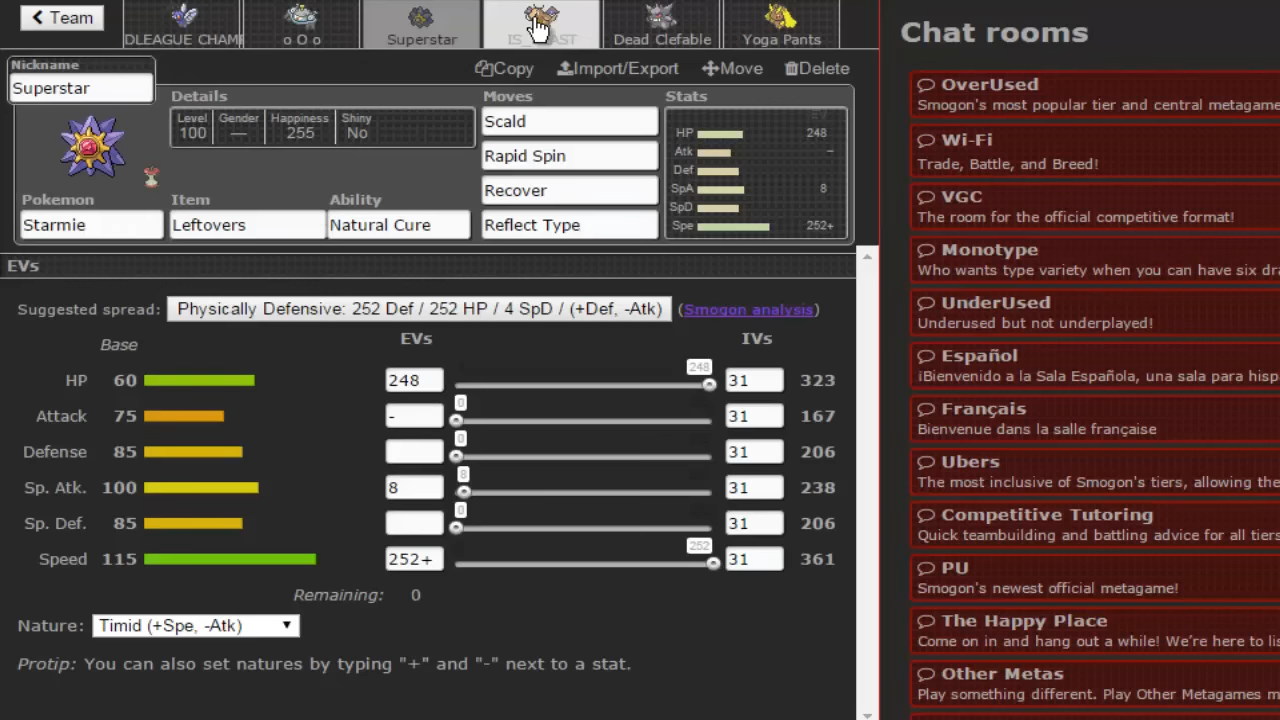 Team
DLEAGUE CHAM
o O o
Superstar
Dead Clefable
Yoga Pants
Chat rooms
Nickname
Superstar
Copy
Import/Export
Move
Delete
Details
Level
100
Gender
—
Happiness
255
Shiny
No
Moves
Scald
Rapid Spin
Recover
Reflect Type
Stats
EV
HP 248
Atk –
Def
SpA 8
SpD
Spe 252+
Pokemon
Starmie
Item
Leftovers
Ability
Natural Cure
EVs
Suggested spread: Physically Defensive: 252 Def / 252 HP / 4 SpD / (+Def, -Atk) (Smogon analysis)
Base EVs IVs
HP 60 248 248 31 323
Attack 75 - 0 31 167
Defense 85 0 31 206
Sp. Atk. 100 8 8 31 238
Sp. Def. 85 0 31 206
Speed 115 252+ 252 31 361
Remaining: 0
Nature: Timid (+Spe, -Atk)
Protip: You can also set natures by typing "+" and "-" next to a stat.
OverUsed
Smogon's most popular tier and central metagame
Wi-Fi
Trade, Battle, and Breed!
VGC
The room for the official competitive format!
Monotype
Who wants type variety when you can have six dra
UnderUsed
Underused but not underplayed!
Español
¡Bienvenido a la Sala Española, una sala para hisp
Français
Bienvenue dans la salle française
Ubers
The most inclusive of Smogon's tiers, allowing the
Competitive Tutoring
Quick teambuilding and battling advice for all tiers
PU
Smogon's newest official metagame!
The Happy Place
Come on in and hang out a while! We're here to lis
Other Metas
Play something different. Play Other Metagames m